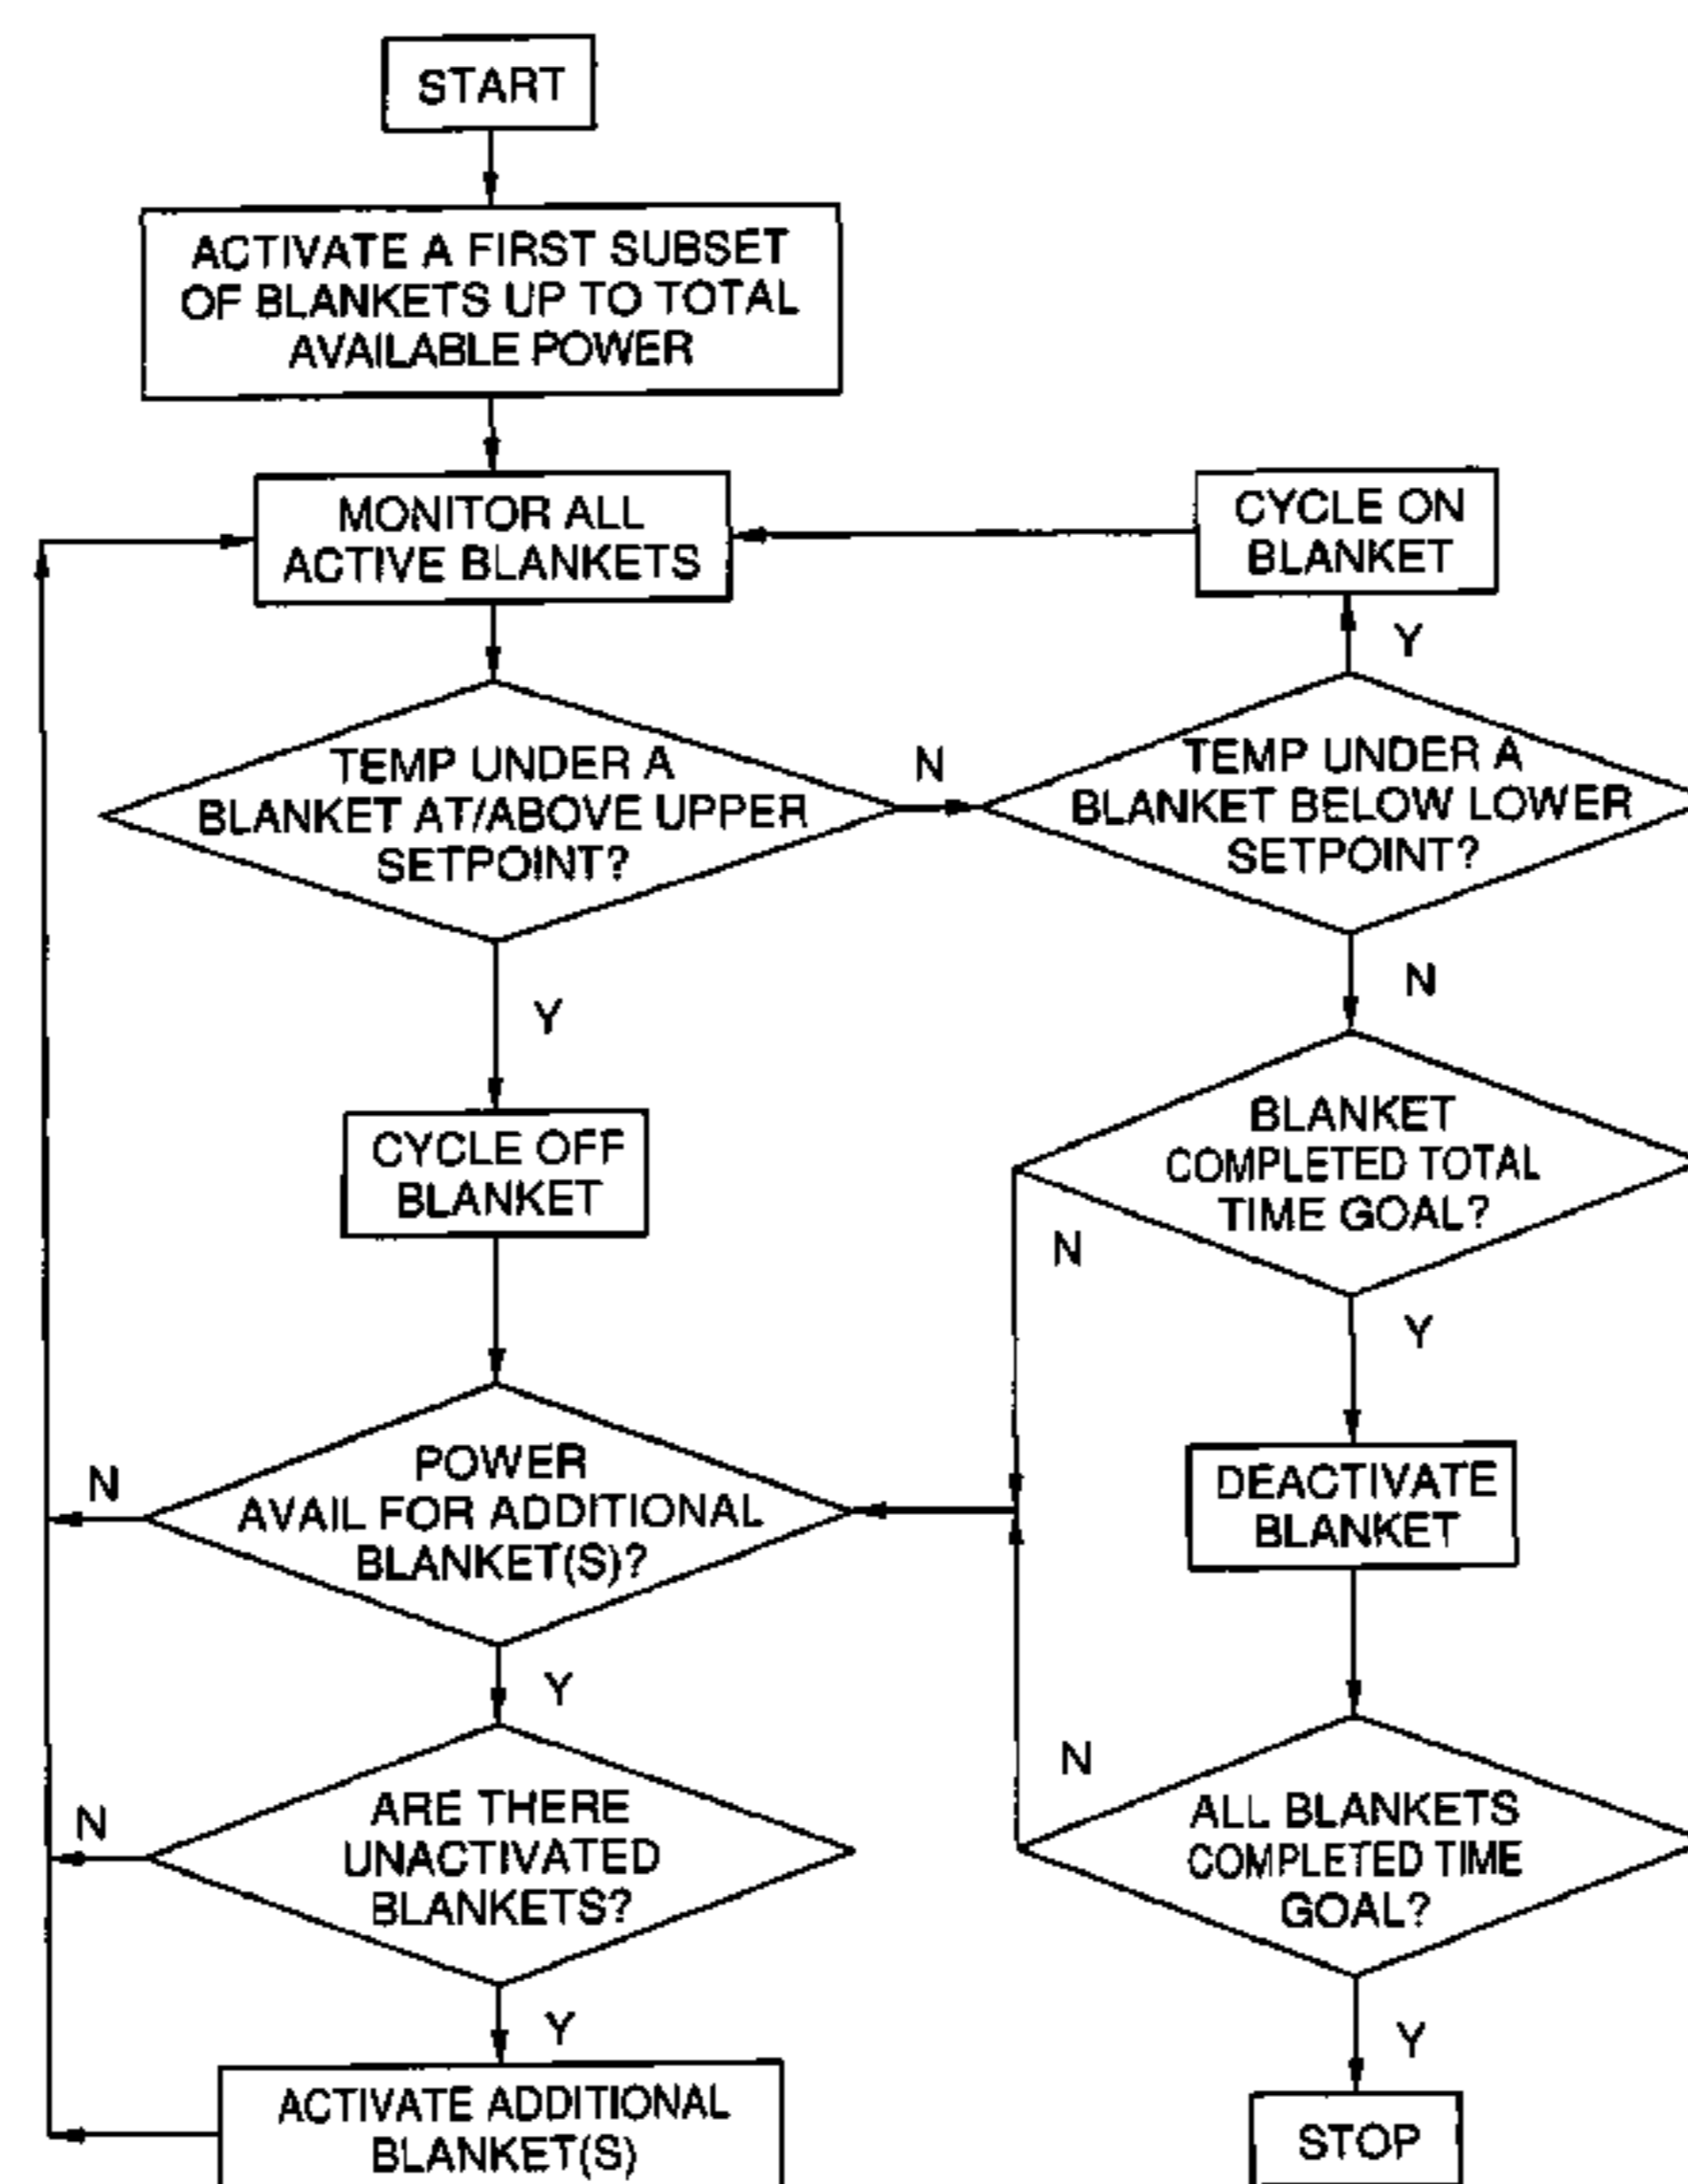 START
ACTIVATE A FIRST SUBSET
OF BLANKETS UP TO TOTAL
AVAILABLE POWER
MONITOR ALL
ACTIVE BLANKETS
CYCLE ON
BLANKET
Y
TEMP UNDER A
BLANKET AT/ABOVE UPPER
SETPOINT?
N
TEMP UNDER A
BLANKET BELOW LOWER
SETPOINT?
Y
N
CYCLE OFF
BLANKET
BLANKET
COMPLETED TOTAL
TIME GOAL?
N
Y
POWER
AVAIL FOR ADDITIONAL
BLANKET(S)?
N
Y
DEACTIVATE
BLANKET
ARE THERE
UNACTIVATED
BLANKETS?
N
Y
N
ALL BLANKETS
COMPLETED TIME
GOAL?
Y
ACTIVATE ADDITIONAL
BLANKET(S)
STOP